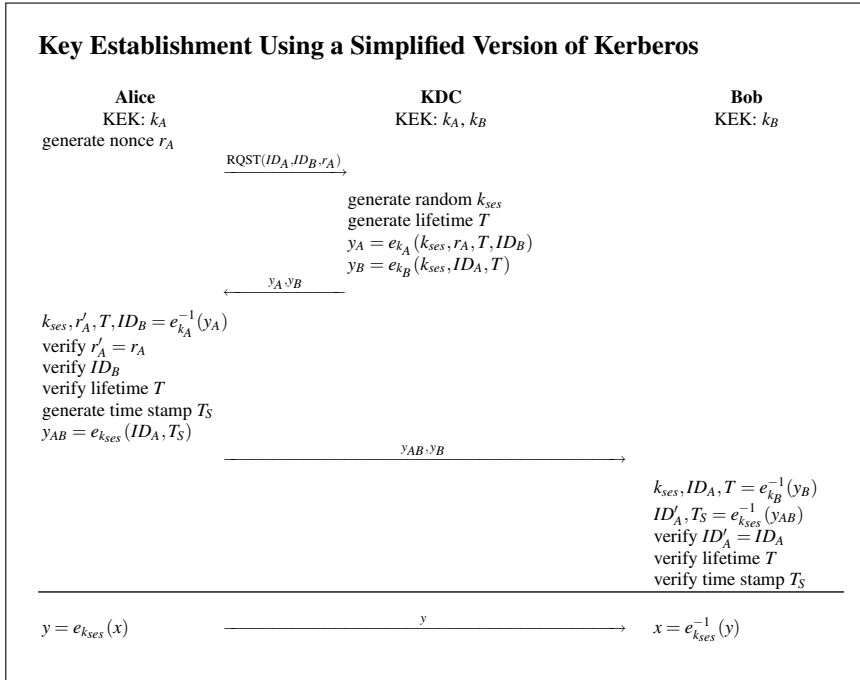 Key Establishment Using a Simplified Version of Kerberos
Alice KDC Bob
KEK: k_A KEK: k_A, k_B KEK: k_B
generate nonce r_A
RQST(ID_A,ID_B,r_A)
generate random k_ses
generate lifetime T
y_A = e_{k_A}(k_ses, r_A, T, ID_B)
y_B = e_{k_B}(k_ses, ID_A, T)
y_A, y_B
k_ses, r′_A, T, ID_B = e^{-1}_{k_A}(y_A)
verify r′_A = r_A
verify ID_B
verify lifetime T
generate time stamp T_S
y_AB = e_{k_ses}(ID_A, T_S)
y_AB, y_B
k_ses, ID_A, T = e^{-1}_{k_B}(y_B)
ID′_A, T_S = e^{-1}_{k_ses}(y_AB)
verify ID′_A = ID_A
verify lifetime T
verify time stamp T_S
y = e_{k_ses}(x) y x = e^{-1}_{k_ses}(y)